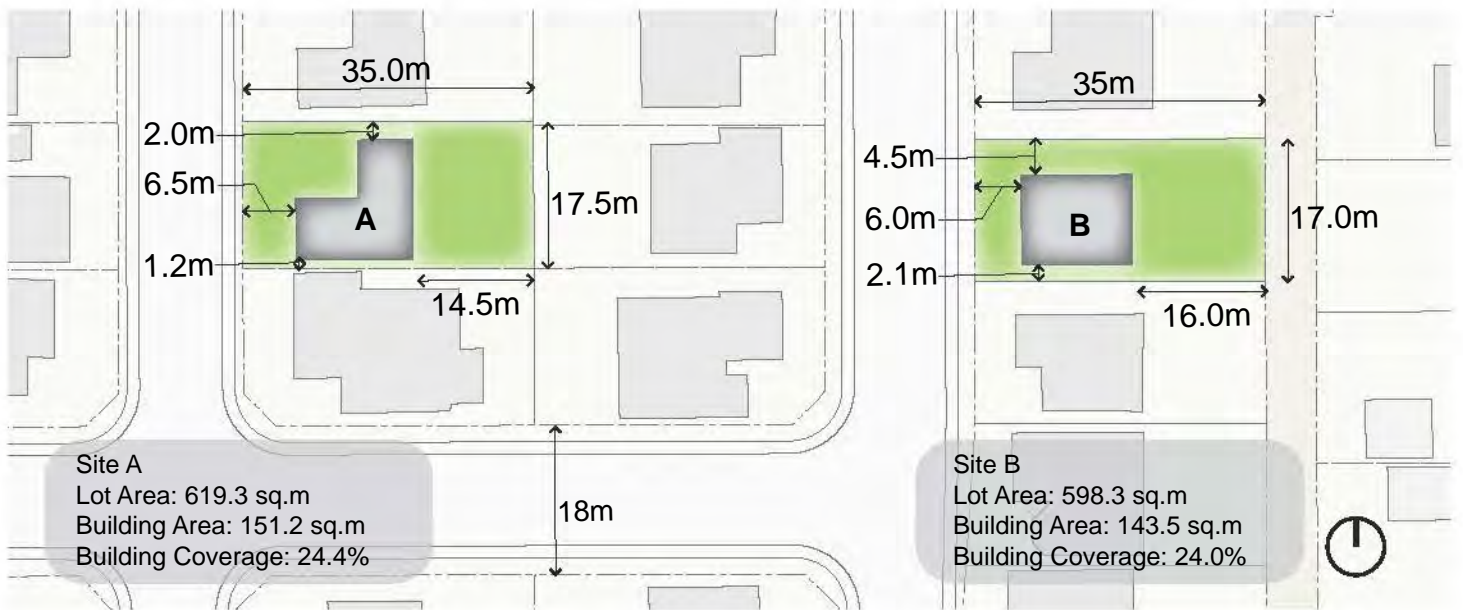 35.0m
2.0m
6.5m
A
17.5m
1.2m
14.5m
35m
4.5m
6.0m
B
17.0m
2.1m
16.0m
Site A
Lot Area: 619.3 sq.m
Building Area: 151.2 sq.m
Building Coverage: 24.4%
18m
Site B
Lot Area: 598.3 sq.m
Building Area: 143.5 sq.m
Building Coverage: 24.0%